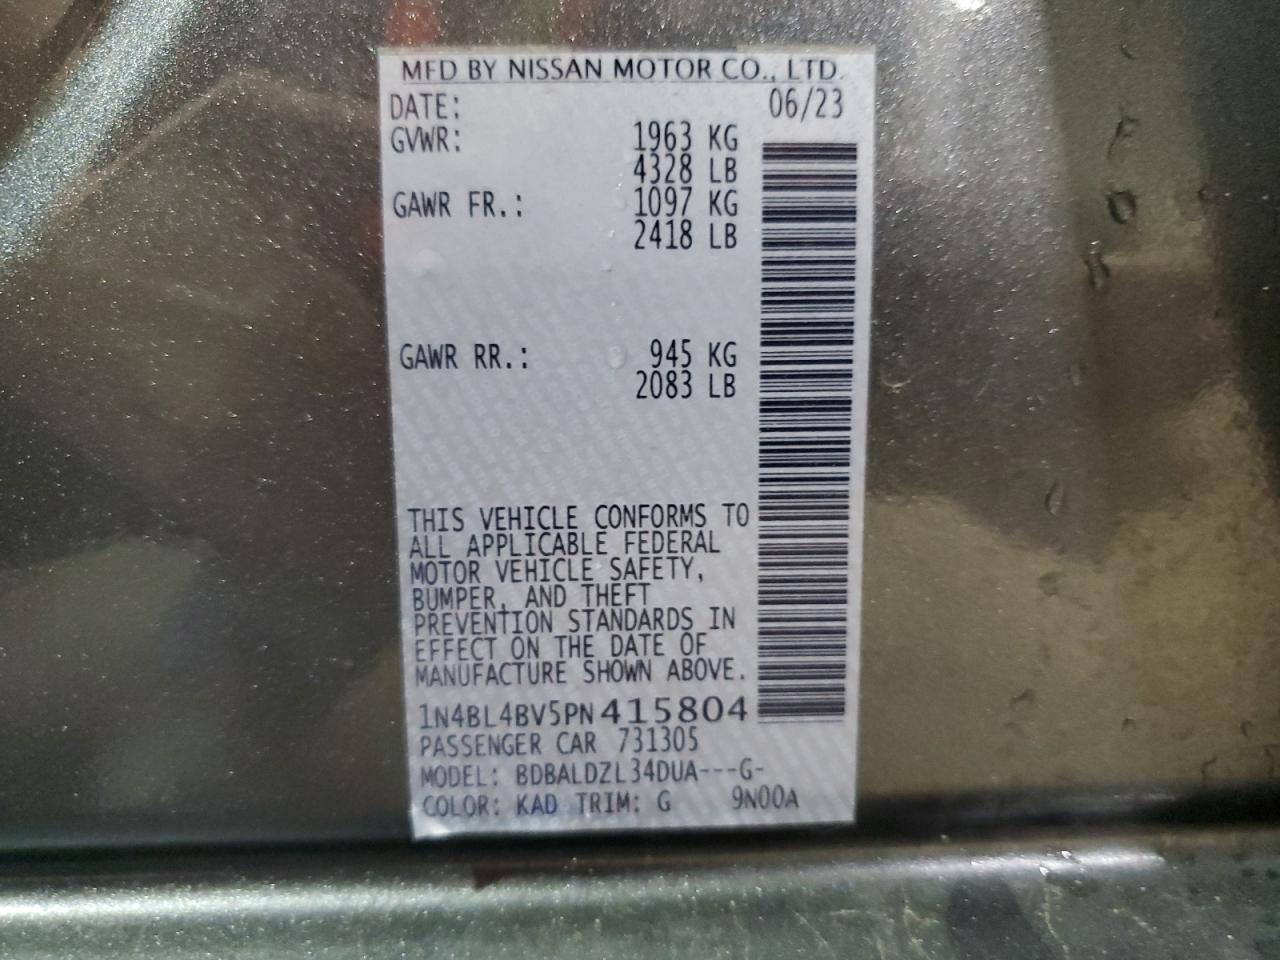 MFD BY NISSAN MOTOR CO., LTD.
DATE: 06/23
GVWR: 1963 KG
4328 LB
GAWR FR.: 1097 KG
2418 LB
GAWR RR.: 945 KG
2083 LB
THIS VEHICLE CONFORMS TO
ALL APPLICABLE FEDERAL
MOTOR VEHICLE SAFETY,
BUMPER, AND THEFT
PREVENTION STANDARDS IN
EFFECT ON THE DATE OF
MANUFACTURE SHOWN ABOVE.
1N4BL4BV5PN415804
PASSENGER CAR 731305
MODEL: BDBALDZL34DUA---G-
COLOR: KAD TRIM: G 9N00A